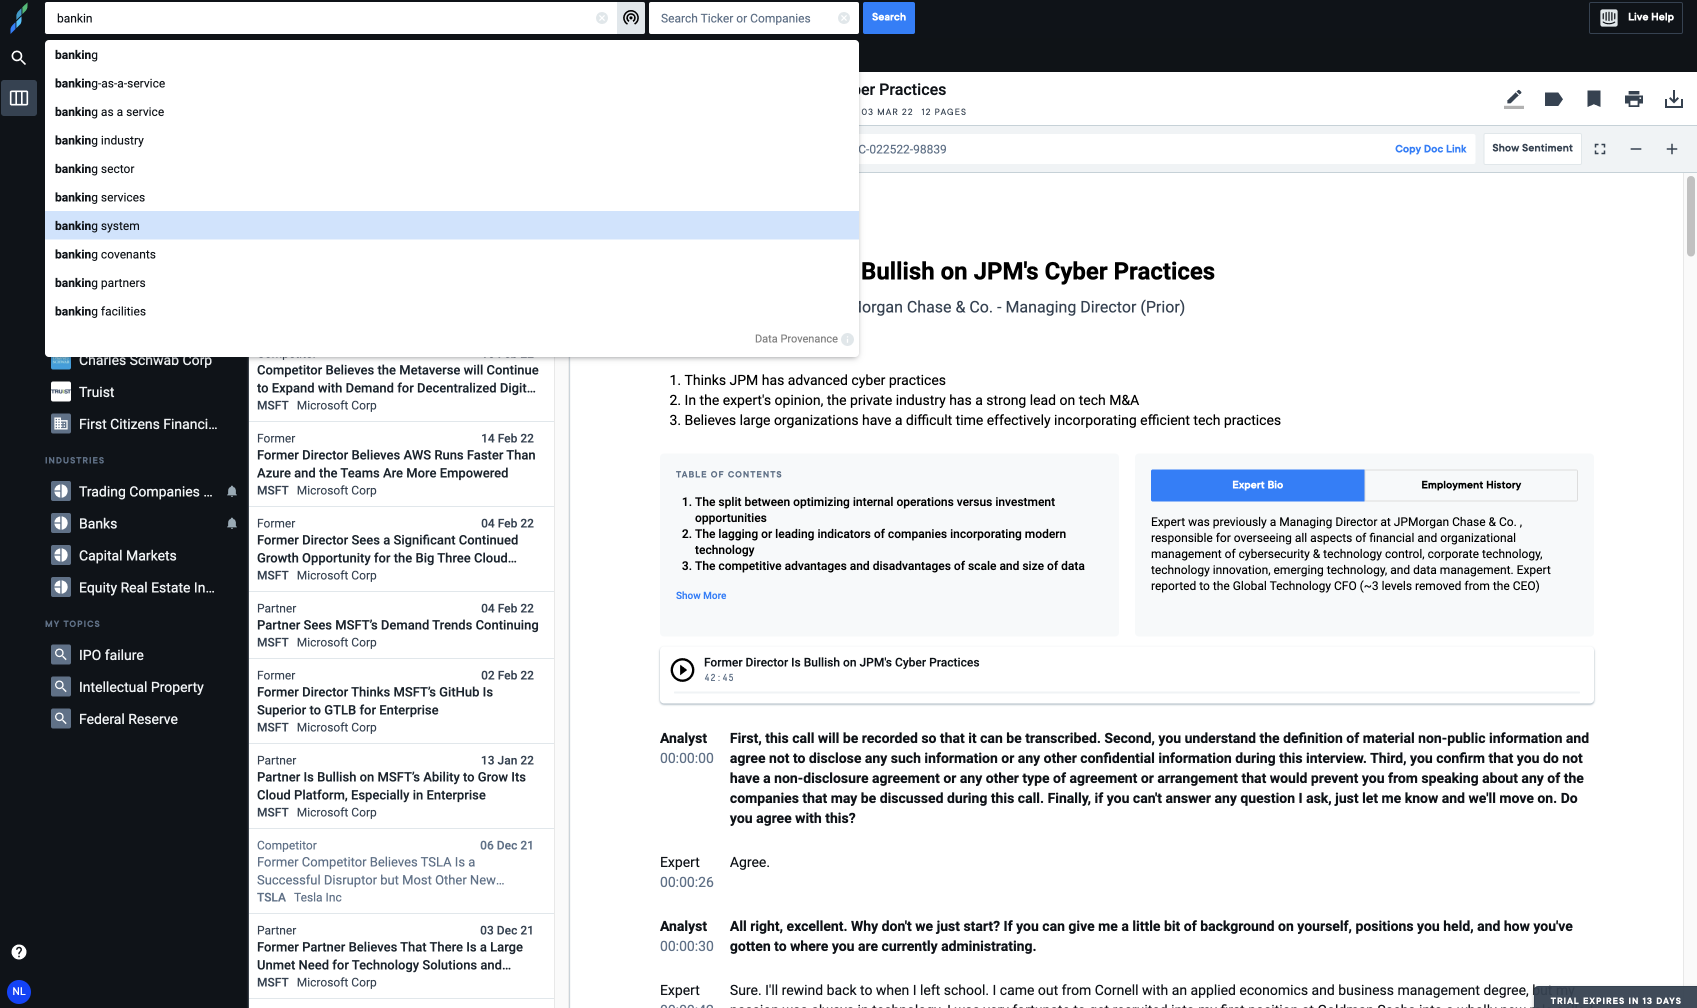 bankin
Search Ticker or Companies
Search
Live Help
banking
banking-as-a-service
banking as a service
banking industry
banking sector
banking services
banking system
banking covenants
banking partners
banking facilities
Data Provenance
er Practices
03 MAR 22 12 PAGES
C-022522-98839
Copy Doc Link
Show Sentiment
Charles Schwab Corp
Truist
First Citizens Financi...
INDUSTRIES
Trading Companies ...
Banks
Capital Markets
Equity Real Estate In...
MY TOPICS
IPO failure
Intellectual Property
Federal Reserve
NL
Competitor Believes the Metaverse will Continue
to Expand with Demand for Decentralized Digit...
MSFT Microsoft Corp
Former 14 Feb 22
Former Director Believes AWS Runs Faster Than
Azure and the Teams Are More Empowered
MSFT Microsoft Corp
Former 04 Feb 22
Former Director Sees a Significant Continued
Growth Opportunity for the Big Three Cloud...
MSFT Microsoft Corp
Partner 04 Feb 22
Partner Sees MSFT's Demand Trends Continuing
MSFT Microsoft Corp
Former 02 Feb 22
Former Director Thinks MSFT's GitHub Is
Superior to GTLB for Enterprise
MSFT Microsoft Corp
Partner 13 Jan 22
Partner Is Bullish on MSFT's Ability to Grow Its
Cloud Platform, Especially in Enterprise
MSFT Microsoft Corp
Competitor 06 Dec 21
Former Competitor Believes TSLA Is a
Successful Disruptor but Most Other New...
TSLA Tesla Inc
Partner 03 Dec 21
Former Partner Believes That There Is a Large
Unmet Need for Technology Solutions and...
MSFT Microsoft Corp
Bullish on JPM's Cyber Practices
Morgan Chase & Co. - Managing Director (Prior)
1. Thinks JPM has advanced cyber practices
2. In the expert's opinion, the private industry has a strong lead on tech M&A
3. Believes large organizations have a difficult time effectively incorporating efficient tech practices
TABLE OF CONTENTS
1. The split between optimizing internal operations versus investment
opportunities
2. The lagging or leading indicators of companies incorporating modern
technology
3. The competitive advantages and disadvantages of scale and size of data
Show More
Expert Bio
Employment History
Expert was previously a Managing Director at JPMorgan Chase & Co. ,
responsible for overseeing all aspects of financial and organizational
management of cybersecurity & technology control, corporate technology,
technology innovation, emerging technology, and data management. Expert
reported to the Global Technology CFO (~3 levels removed from the CEO)
Former Director Is Bullish on JPM's Cyber Practices
42:45
Analyst
00:00:00
First, this call will be recorded so that it can be transcribed. Second, you understand the definition of material non-public information and
agree not to disclose any such information or any other confidential information during this interview. Third, you confirm that you do not
have a non-disclosure agreement or any other type of agreement or arrangement that would prevent you from speaking about any of the
companies that may be discussed during this call. Finally, if you can't answer any question I ask, just let me know and we'll move on. Do
you agree with this?
Expert
00:00:26
Agree.
Analyst
00:00:30
All right, excellent. Why don't we just start? If you can give me a little bit of background on yourself, positions you held, and how you've
gotten to where you are currently administrating.
Expert
Sure. I'll rewind back to when I left school. I came out from Cornell with an applied economics and business management degree, but my
TRIAL EXPIRES IN 13 DAYS